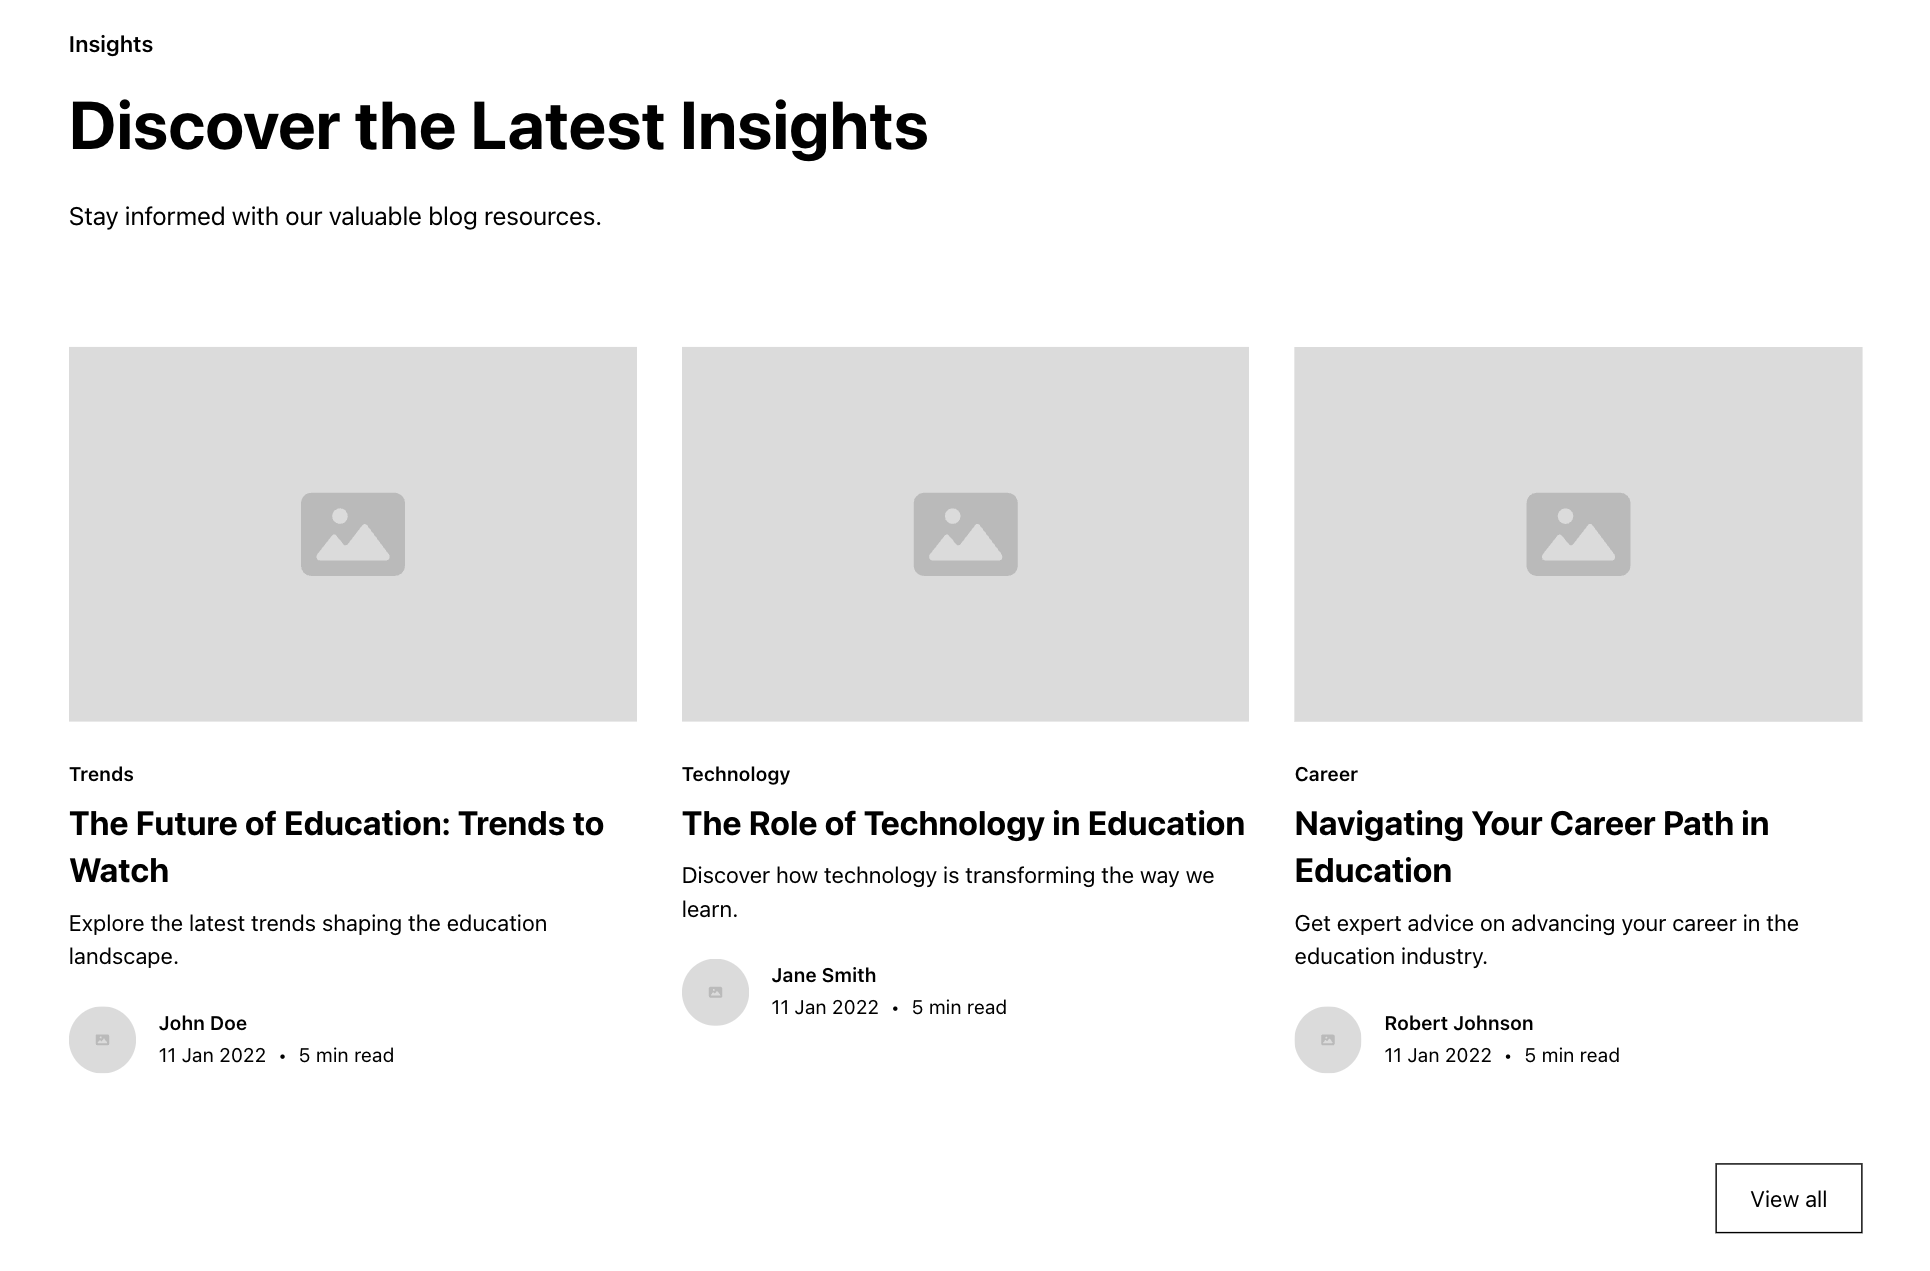 Insights
Discover the Latest Insights
Stay informed with our valuable blog resources.
Trends
The Future of Education: Trends to
Watch
Explore the latest trends shaping the education
landscape.
John Doe
11 Jan 2022 • 5 min read
Technology
The Role of Technology in Education
Discover how technology is transforming the way we
learn.
Jane Smith
11 Jan 2022 • 5 min read
Career
Navigating Your Career Path in
Education
Get expert advice on advancing your career in the
education industry.
Robert Johnson
11 Jan 2022 • 5 min read
View all